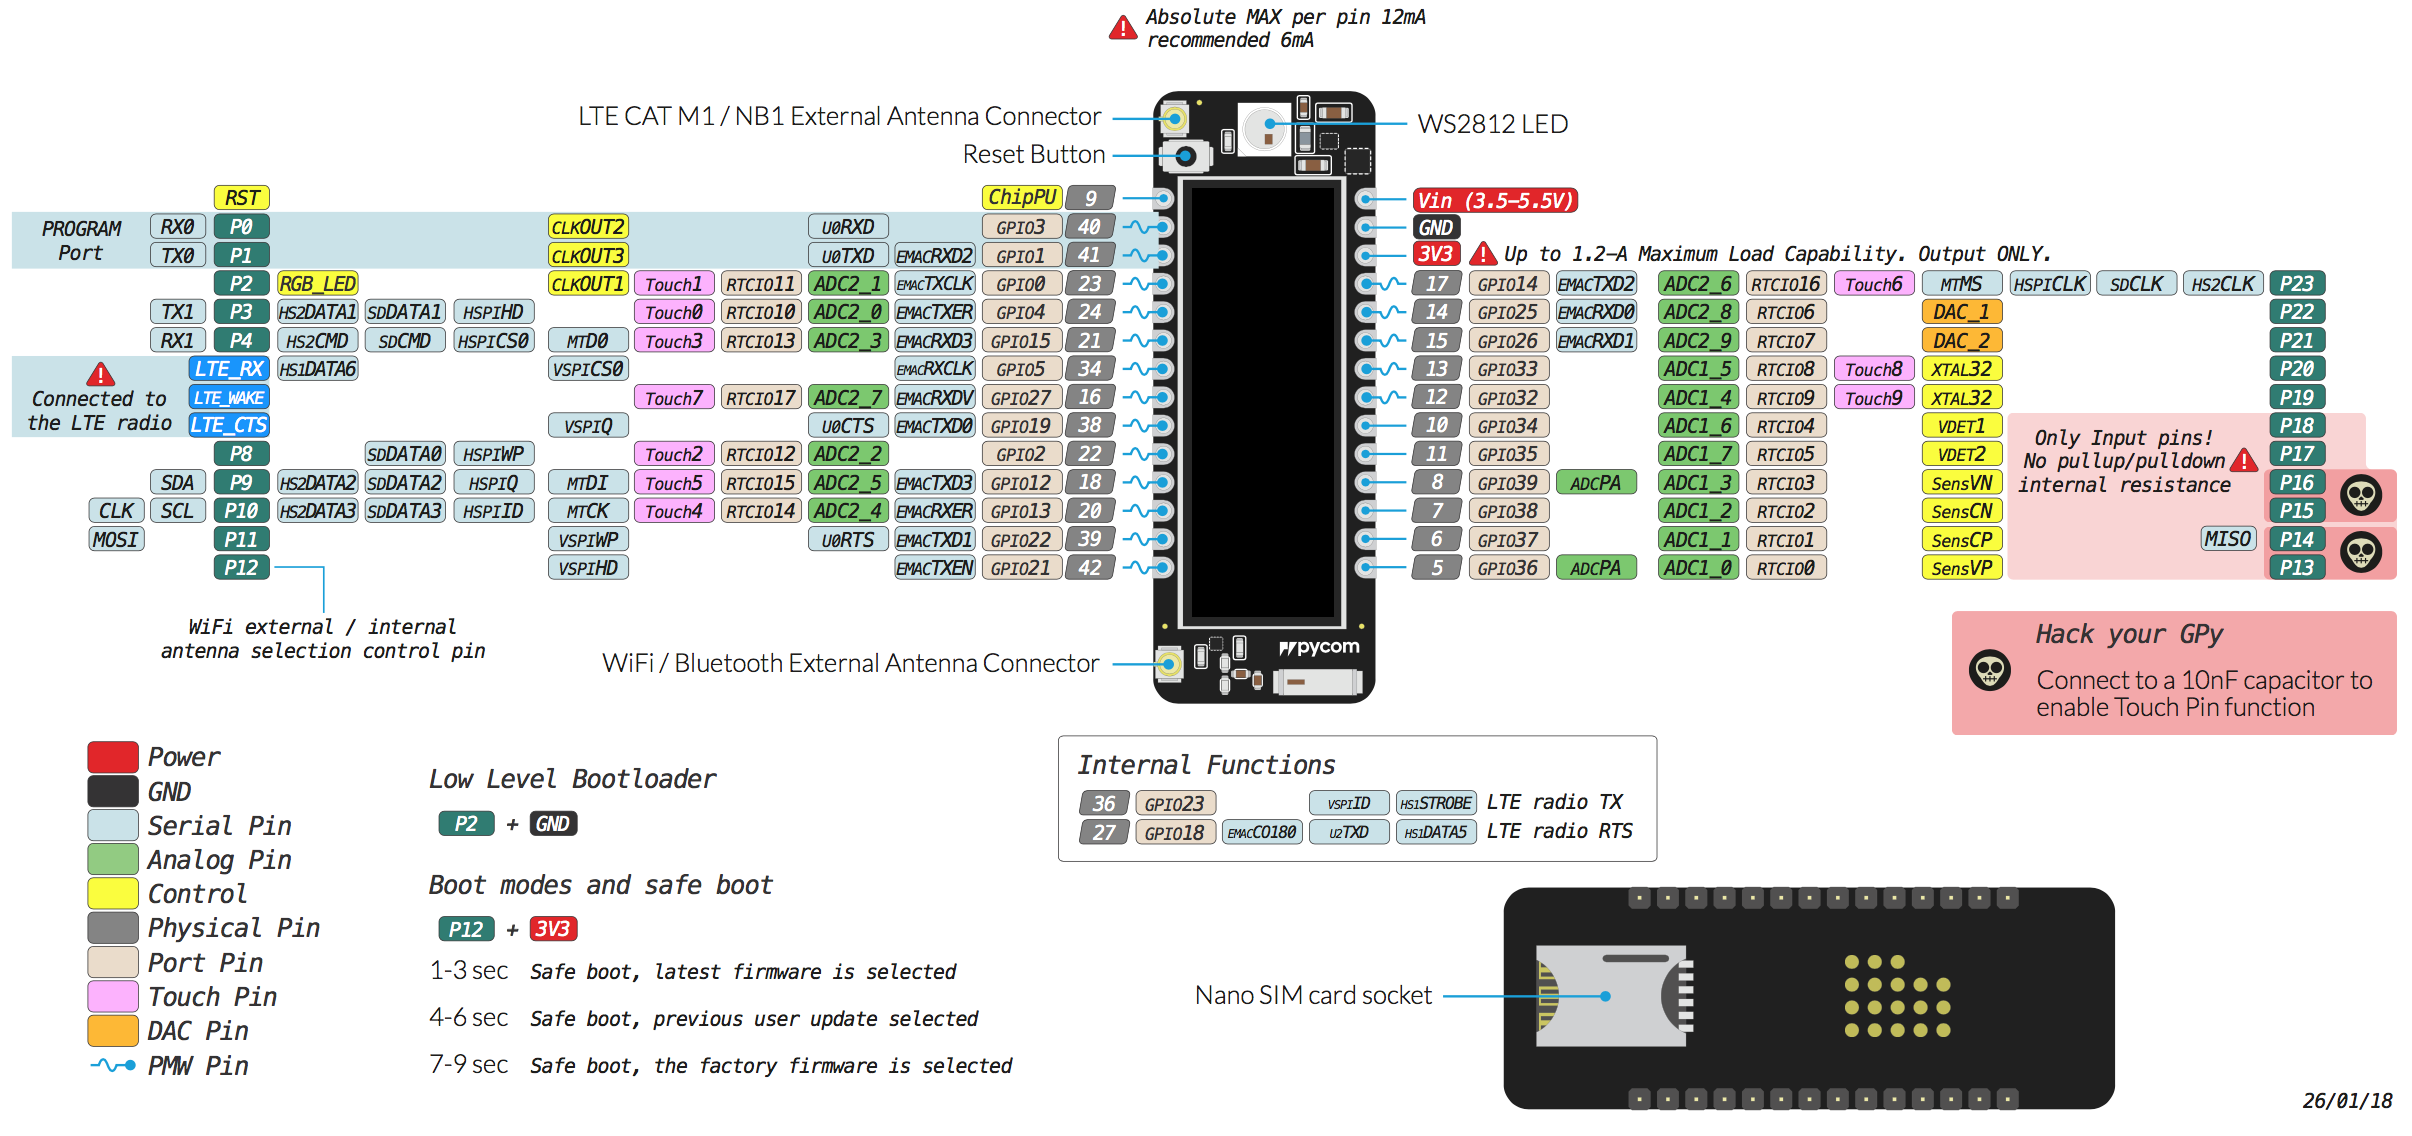 Absolute MAX per pin 12mA
recommended 6mA
LTE CAT M1 / NB1 External Antenna Connector
WS2812 LED
Reset Button
RST ChipPU 9 Vin (3.5-5.5V)
PROGRAM
Port
RX0 P0 CLKOUT2 U0RXD GPIO3 40 GND
TX0 P1 CLKOUT3 U0TXD EMACRXD2 GPIO1 41 3V3 Up to 1.2-A Maximum Load Capability. Output ONLY.
P2 RGB_LED CLKOUT1 Touch1 RTCIO11 ADC2_1 EMACTXCLK GPIO0 23 17 GPIO14 EMACTXD2 ADC2_6 RTCIO16 Touch6 MTMS HSPICLK SDCLK HS2CLK P23
TX1 P3 HS2DATA1 SDDATA1 HSPIHD Touch0 RTCIO10 ADC2_0 EMACTXER GPIO4 24 14 GPIO25 EMACRXD0 ADC2_8 RTCIO6 DAC_1 P22
RX1 P4 HS2CMD SDCMD HSPICS0 MTD0 Touch3 RTCIO13 ADC2_3 EMACRXD3 GPIO15 21 15 GPIO26 EMACRXD1 ADC2_9 RTCIO7 DAC_2 P21
LTE_RX HS1DATA6 VSPICS0 EMACRXCLK GPIO5 34 13 GPIO33 ADC1_5 RTCIO8 Touch8 XTAL32 P20
Connected to
the LTE radio
LTE_WAKE Touch7 RTCIO17 ADC2_7 EMACRXDV GPIO27 16 12 GPIO32 ADC1_4 RTCIO9 Touch9 XTAL32 P19
LTE_CTS VSPIQ U0CTS EMACTXD0 GPIO19 38 10 GPIO34 ADC1_6 RTCIO4 VDET1 P18
Only Input pins!
No pullup/pulldown
internal resistance
P8 SDDATA0 HSPIWP Touch2 RTCIO12 ADC2_2 GPIO2 22 11 GPIO35 ADC1_7 RTCIO5 VDET2 P17
SDA P9 HS2DATA2 SDDATA2 HSPIQ MTDI Touch5 RTCIO15 ADC2_5 EMACTXD3 GPIO12 18 8 GPIO39 ADCPA ADC1_3 RTCIO3 SensVN P16
CLK SCL P10 HS2DATA3 SDDATA3 HSPIID MTCK Touch4 RTCIO14 ADC2_4 EMACRXER GPIO13 20 7 GPIO38 ADC1_2 RTCIO2 SensCN P15
MOSI P11 VSPIWP U0RTS EMACTXD1 GPIO22 39 6 GPIO37 ADC1_1 RTCIO1 SensCP MISO P14
P12 VSPIHD EMACTXEN GPIO21 42 5 GPIO36 ADCPA ADC1_0 RTCIO0 SensVP P13
WiFi external / internal
antenna selection control pin
WiFi / Bluetooth External Antenna Connector
pycom
Hack your GPy
Connect to a 10nF capacitor to
enable Touch Pin function
Power
GND
Serial Pin
Analog Pin
Control
Physical Pin
Port Pin
Touch Pin
DAC Pin
PMW Pin
Low Level Bootloader
P2 + GND
Boot modes and safe boot
P12 + 3V3
1-3 sec Safe boot, latest firmware is selected
4-6 sec Safe boot, previous user update selected
7-9 sec Safe boot, the factory firmware is selected
Internal Functions
36 GPIO23 VSPIID HS1STROBE LTE radio TX
27 GPIO18 EMACCO180 U2TXD HS1DATA5 LTE radio RTS
Nano SIM card socket
26/01/18